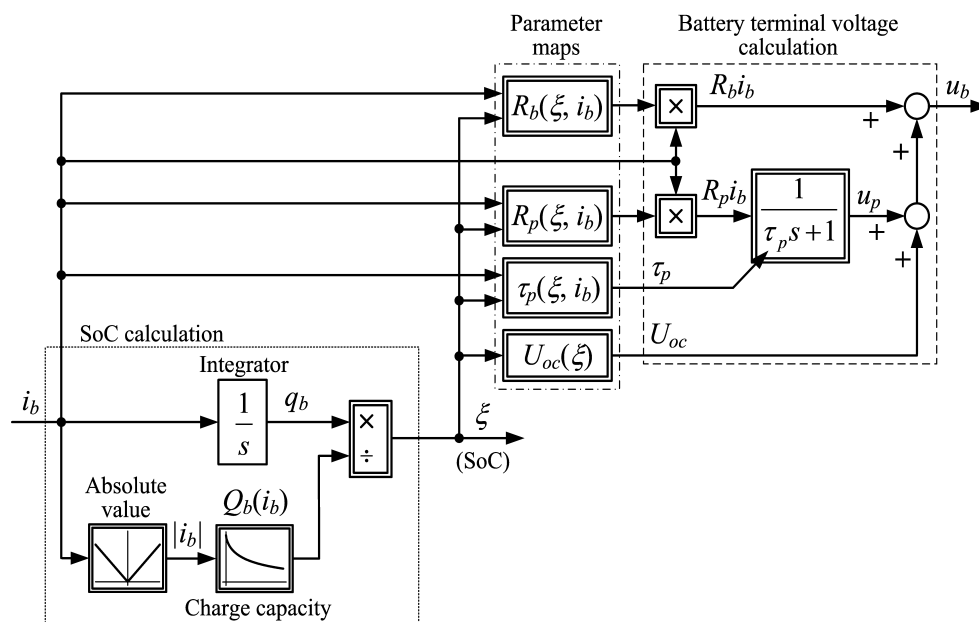 Parameter
maps
Battery terminal voltage
calculation
R_b(ξ, i_b)
×
R_b i_b
+
+
u_b
R_p(ξ, i_b)
×
R_p i_b
1
τ_p s+1
u_p
+
+
τ_p(ξ, i_b)
τ_p
U_oc(ξ)
U_oc
SoC calculation
Integrator
i_b
1
s
q_b
×
÷
ξ
(SoC)
Absolute
value
|i_b|
Q_b(i_b)
Charge capacity